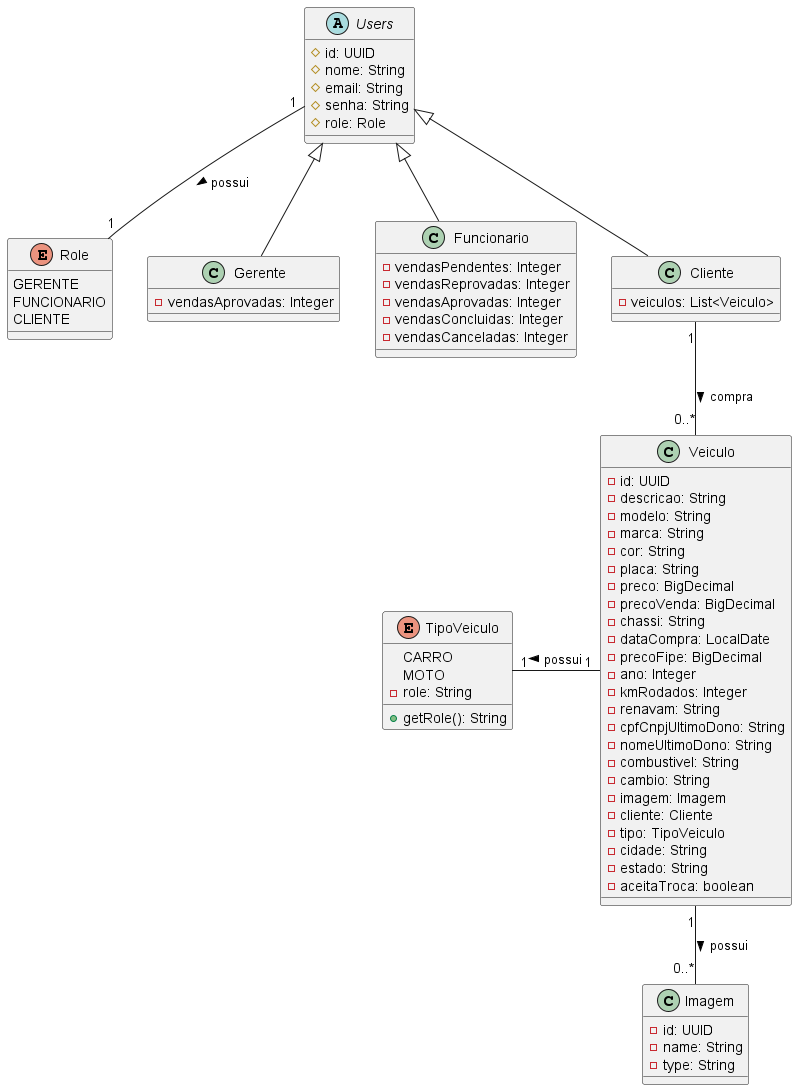 A Users
id: UUID
nome: String
email: String
senha: String
role: Role
1
possui
1
E Role
GERENTE
FUNCIONARIO
CLIENTE
C Gerente
vendasAprovadas: Integer
C Funcionario
vendasPendentes: Integer
vendasReprovadas: Integer
vendasAprovadas: Integer
vendasConcluidas: Integer
vendasCanceladas: Integer
C Cliente
veiculos: List<Veiculo>
1
compra
0..*
C Veiculo
id: UUID
descricao: String
modelo: String
marca: String
cor: String
placa: String
preco: BigDecimal
precoVenda: BigDecimal
chassi: String
dataCompra: LocalDate
precoFipe: BigDecimal
ano: Integer
kmRodados: Integer
renavam: String
cpfCnpjUltimoDono: String
nomeUltimoDono: String
combustivel: String
cambio: String
imagem: Imagem
cliente: Cliente
tipo: TipoVeiculo
cidade: String
estado: String
aceitaTroca: boolean
E TipoVeiculo
CARRO
MOTO
role: String
getRole(): String
1 possui 1
1
possui
0..*
C Imagem
id: UUID
name: String
type: String